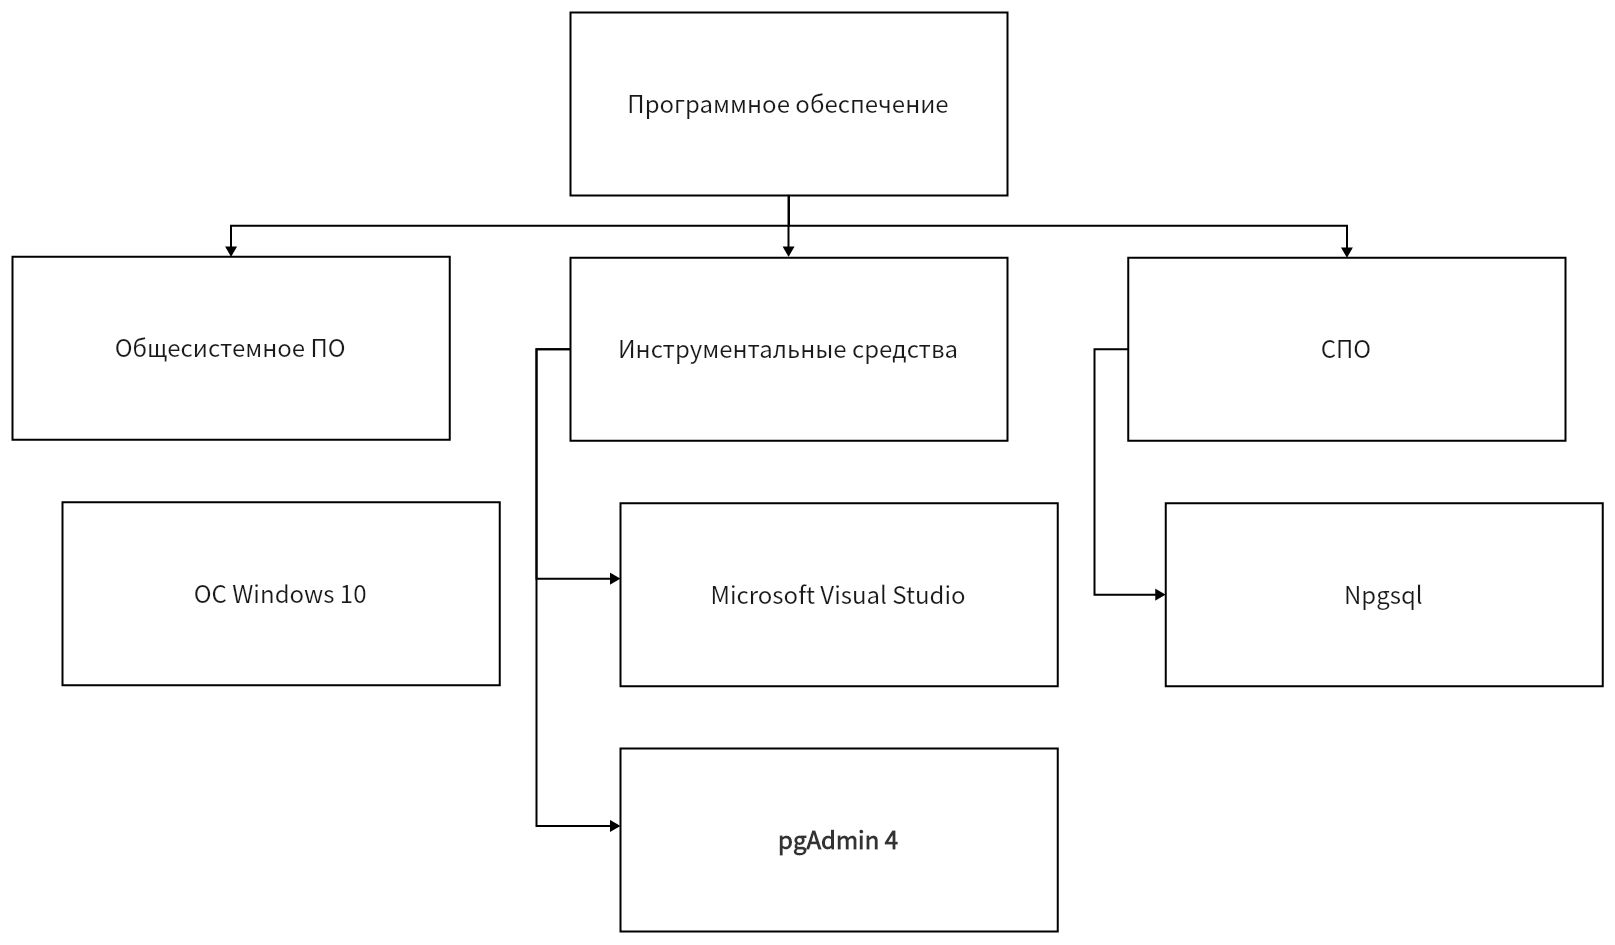 Программное обеспечение
Общесистемное ПО
Инструментальные средства
СПО
ОС Windows 10
Microsoft Visual Studio
Npgsql
pgAdmin 4